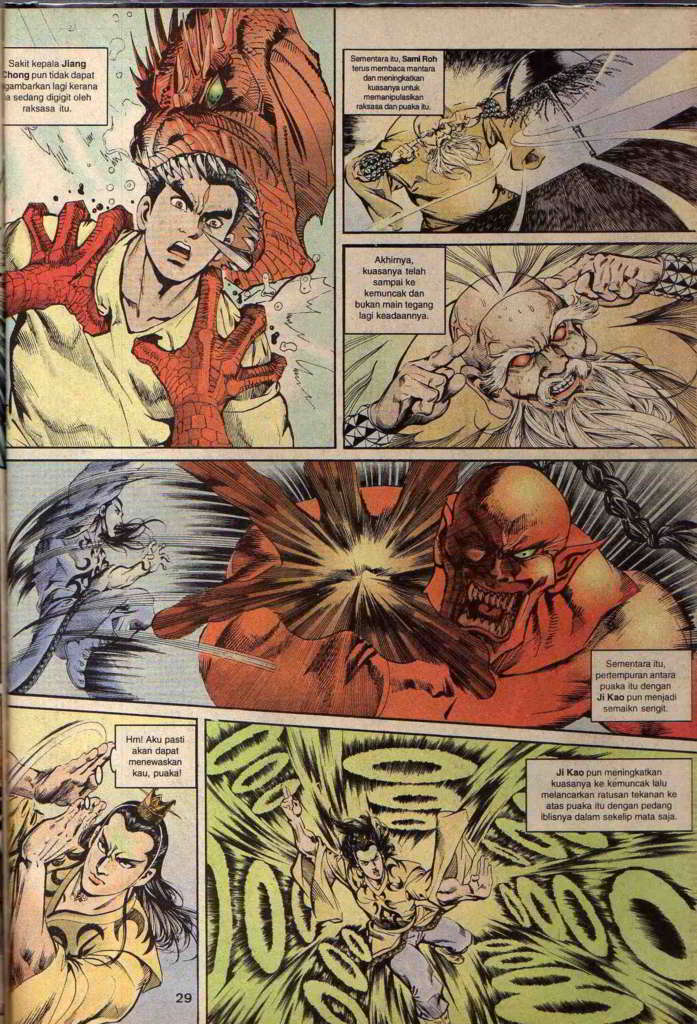 Sakit kepala Jiang
Chong pun tidak dapat
gambarkan lagi kerana
a sedang digigit oleh
raksasa itu.
Sementara itu, Sami Roh
terus membaca mantara
dan meningkatkan
kuasanya untuk
memanipulasikan
raksasa dan puaka itu.
Akhirnya,
kuasanya telah
sampai ke
kemuncak dan
bukan main tegang
lagi keadaannya.
Sementara itu,
pertempuran antara
puaka itu dengan
Ji Kao pun menjadi
semaikn sengit.
Hm! Aku pasti
akan dapat
menewaskan
kau, puaka!
Ji Kao pun meningkatkan
kuasanya ke kemuncak lalu
melancarkan ratusan tekanan ke
atas puaka itu dengan pedang
iblisnya dalam sekelip mata saja.
29